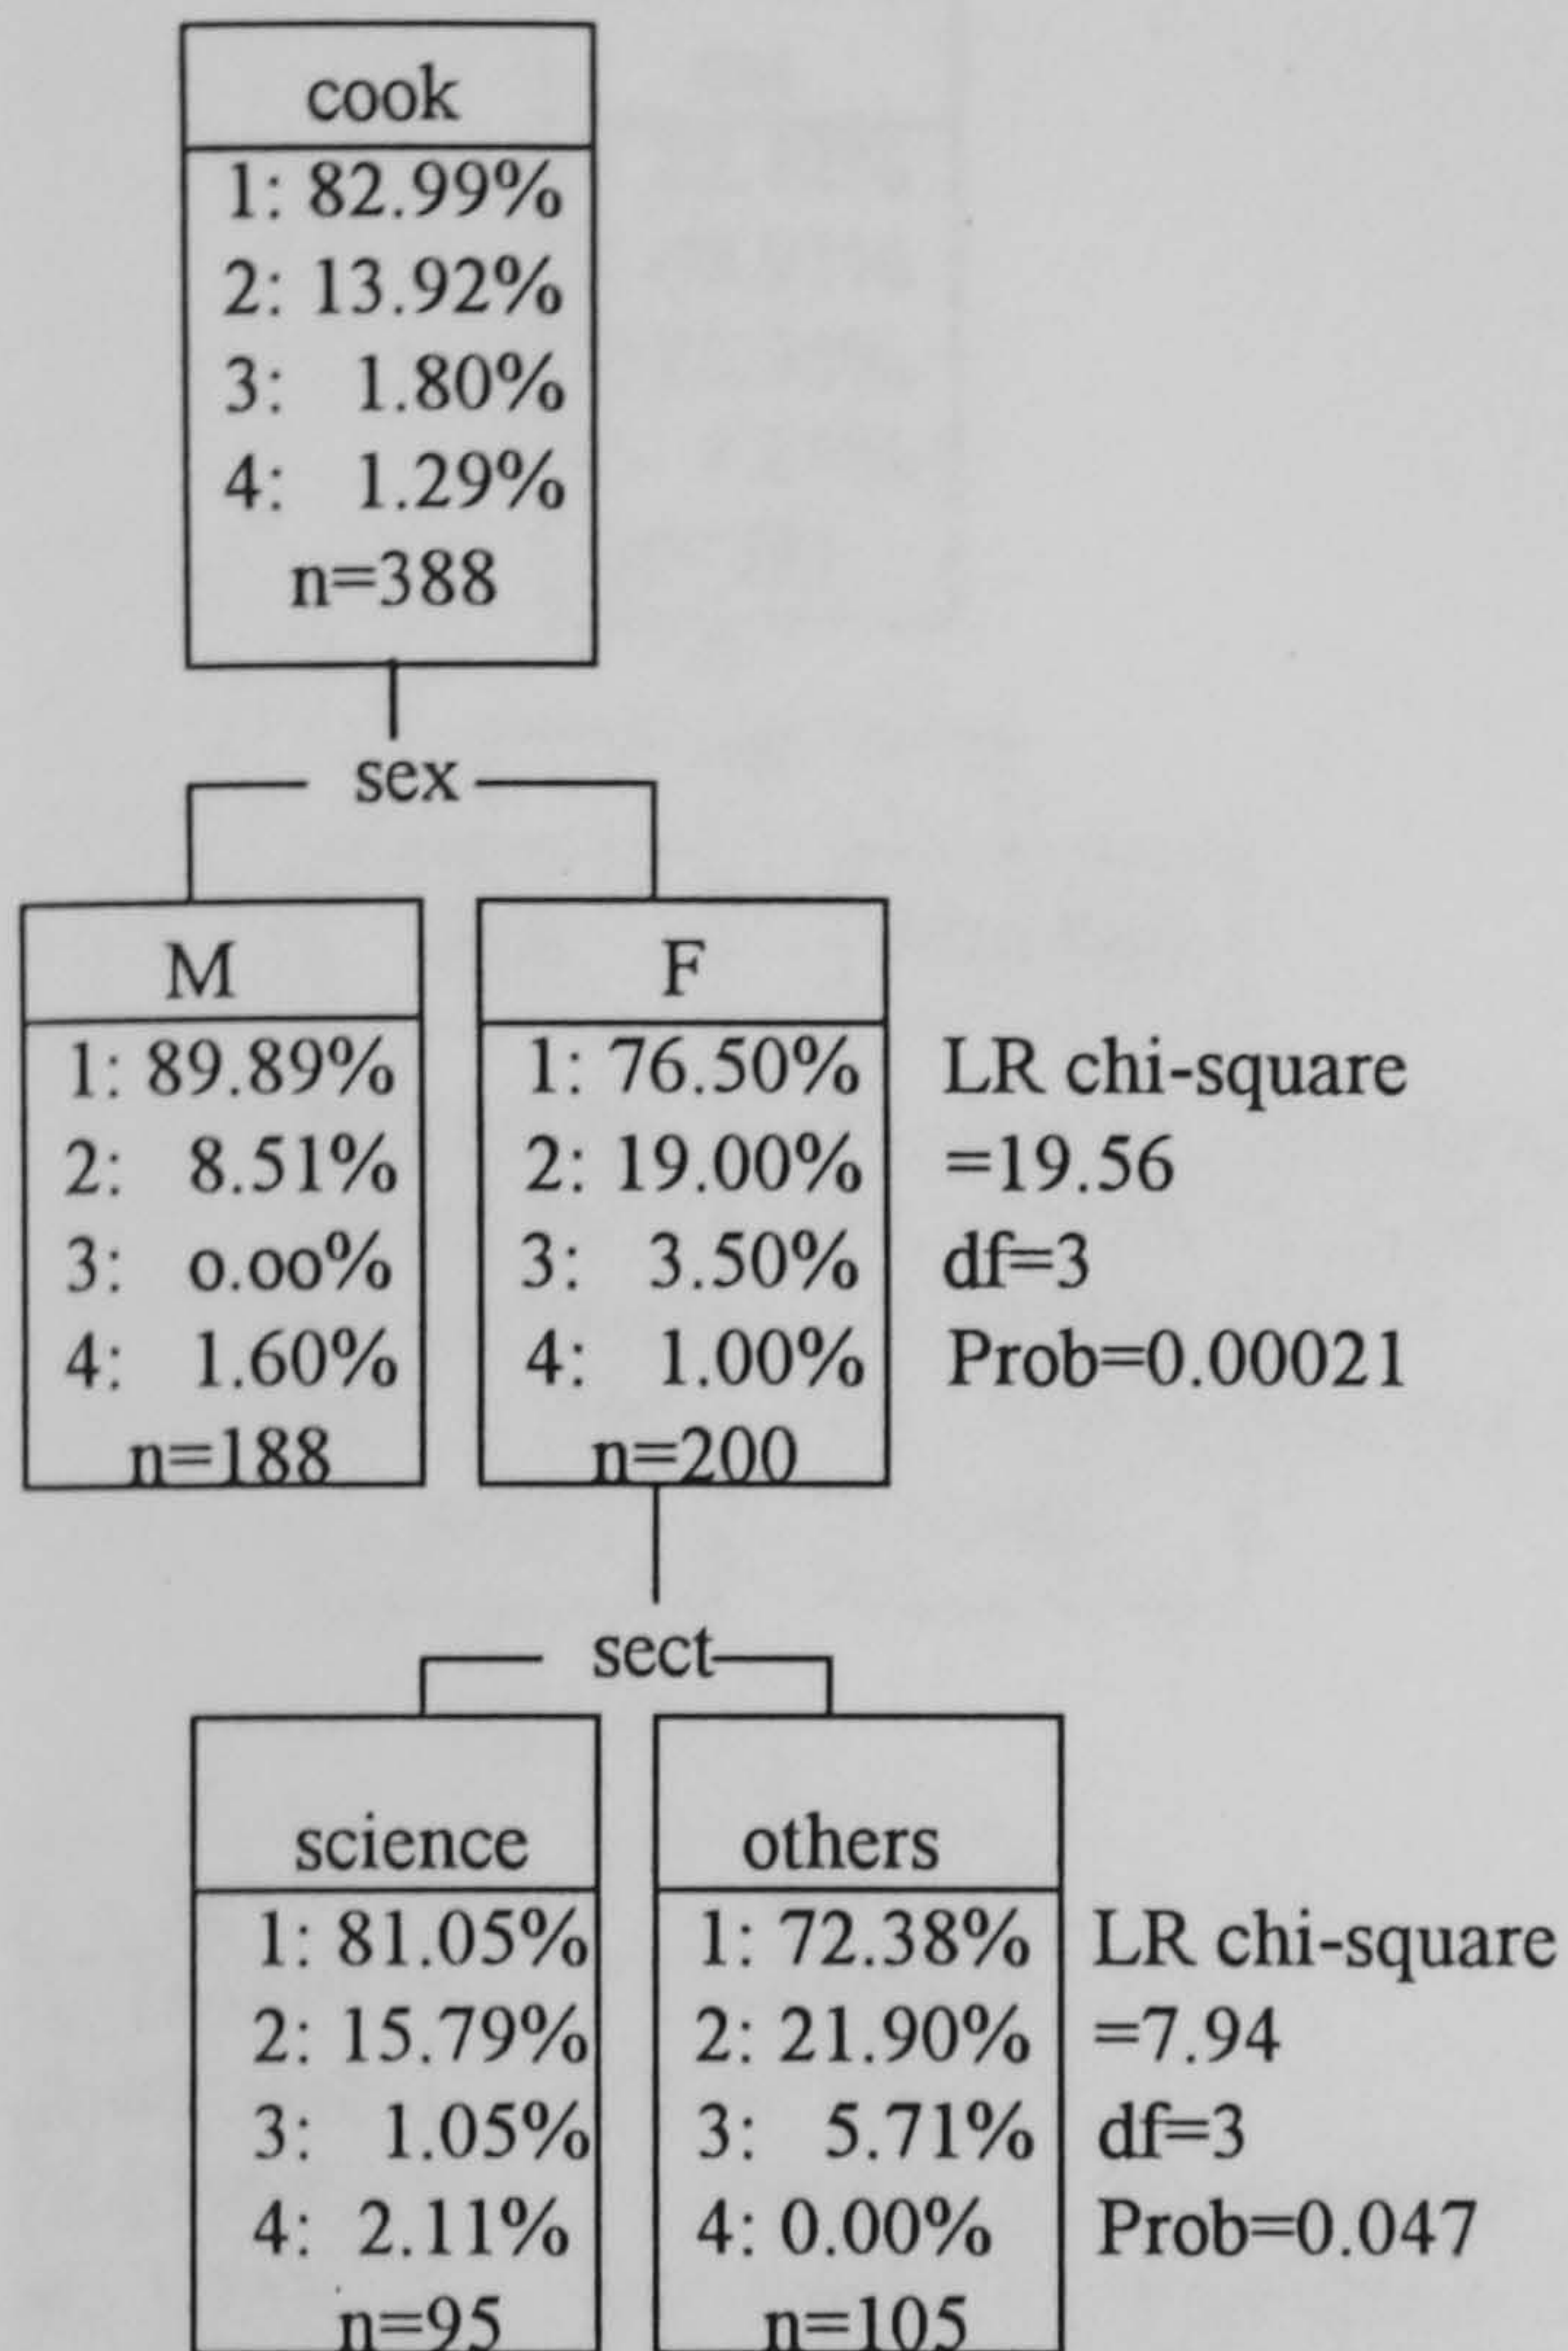 cook
1: 82.99%
2: 13.92%
3: 1.80%
4: 1.29%
n=388
sex
M
1: 89.89%
2: 8.51%
3: o.oo%
4: 1.60%
n=188
F
1: 76.50%
2: 19.00%
3: 3.50%
4: 1.00%
n=200
LR chi-square
=19.56
df=3
Prob=0.00021
sect
science
1: 81.05%
2: 15.79%
3: 1.05%
4: 2.11%
n=95
others
1: 72.38%
2: 21.90%
3: 5.71%
4: 0.00%
n=105
LR chi-square
=7.94
df=3
Prob=0.047